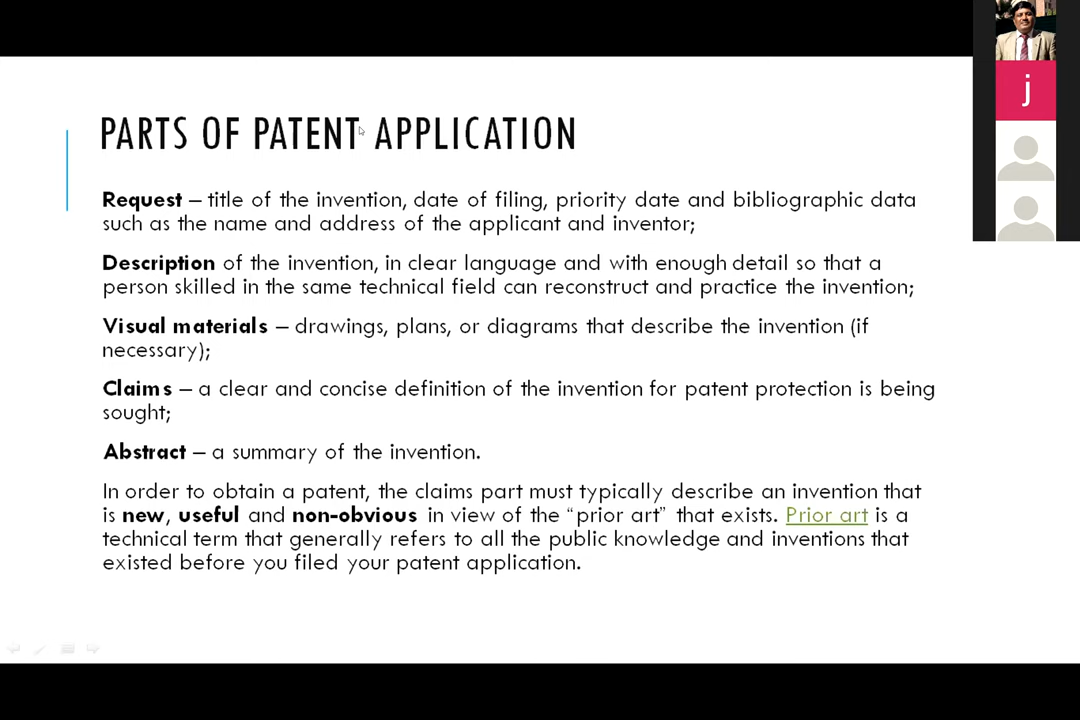 PARTS OF PATENT APPLICATION
Request – title of the invention, date of filing, priority date and bibliographic data
such as the name and address of the applicant and inventor;
Description of the invention, in clear language and with enough detail so that a
person skilled in the same technical field can reconstruct and practice the invention;
Visual materials – drawings, plans, or diagrams that describe the invention (if
necessary);
Claims – a clear and concise definition of the invention for patent protection is being
sought;
Abstract – a summary of the invention.
In order to obtain a patent, the claims part must typically describe an invention that
is new, useful and non-obvious in view of the “prior art” that exists. Prior art is a
technical term that generally refers to all the public knowledge and inventions that
existed before you filed your patent application.
j